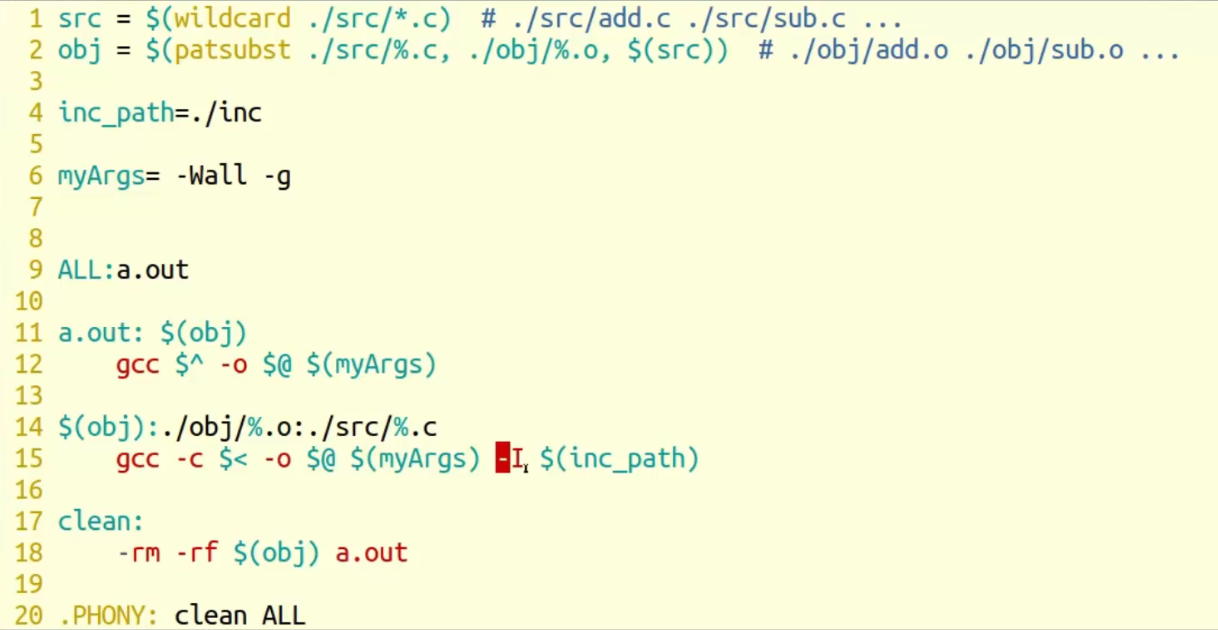 1 src = $(wildcard ./src/*.c)  # ./src/add.c ./src/sub.c ...
2 obj = $(patsubst ./src/%.c, ./obj/%.o, $(src))  # ./obj/add.o ./obj/sub.o ...
3
4 inc_path=./inc
5
6 myArgs= -Wall -g
7
8
9 ALL:a.out
10
11 a.out: $(obj)
12     gcc $^ -o $@ $(myArgs)
13
14 $(obj):./obj/%.o:./src/%.c
15     gcc -c $< -o $@ $(myArgs) -I $(inc_path)
16
17 clean:
18     -rm -rf $(obj) a.out
19
20 .PHONY: clean ALL